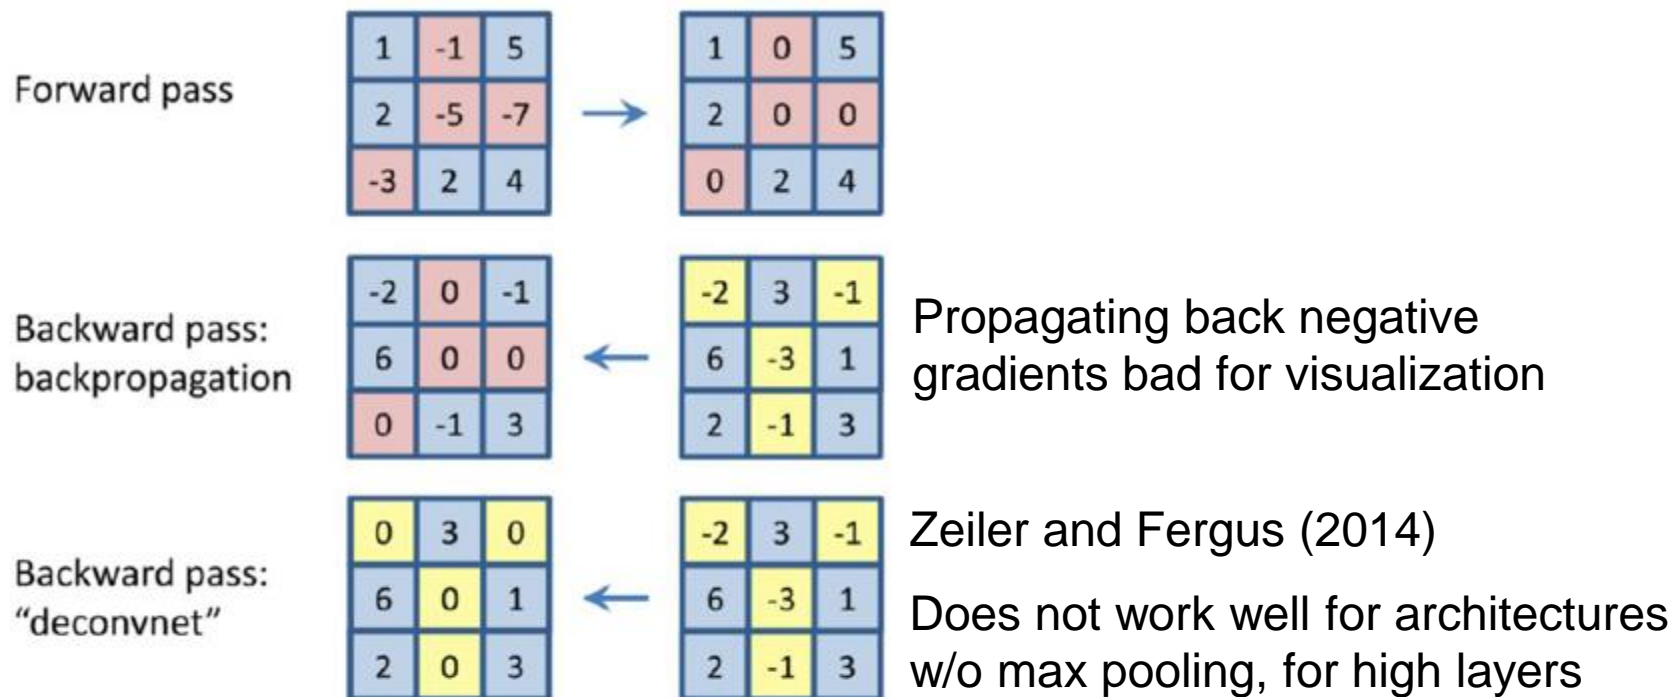 Forward pass
1 -1 5
2 -5 -7
-3 2 4
1 0 5
2 0 0
0 2 4
Backward pass:
backpropagation
-2 0 -1
6 0 0
0 -1 3
-2 3 -1
6 -3 1
2 -1 3
Propagating back negative
gradients bad for visualization
Backward pass:
“deconvnet”
0 3 0
6 0 1
2 0 3
-2 3 -1
6 -3 1
2 -1 3
Zeiler and Fergus (2014)
Does not work well for architectures
w/o max pooling, for high layers